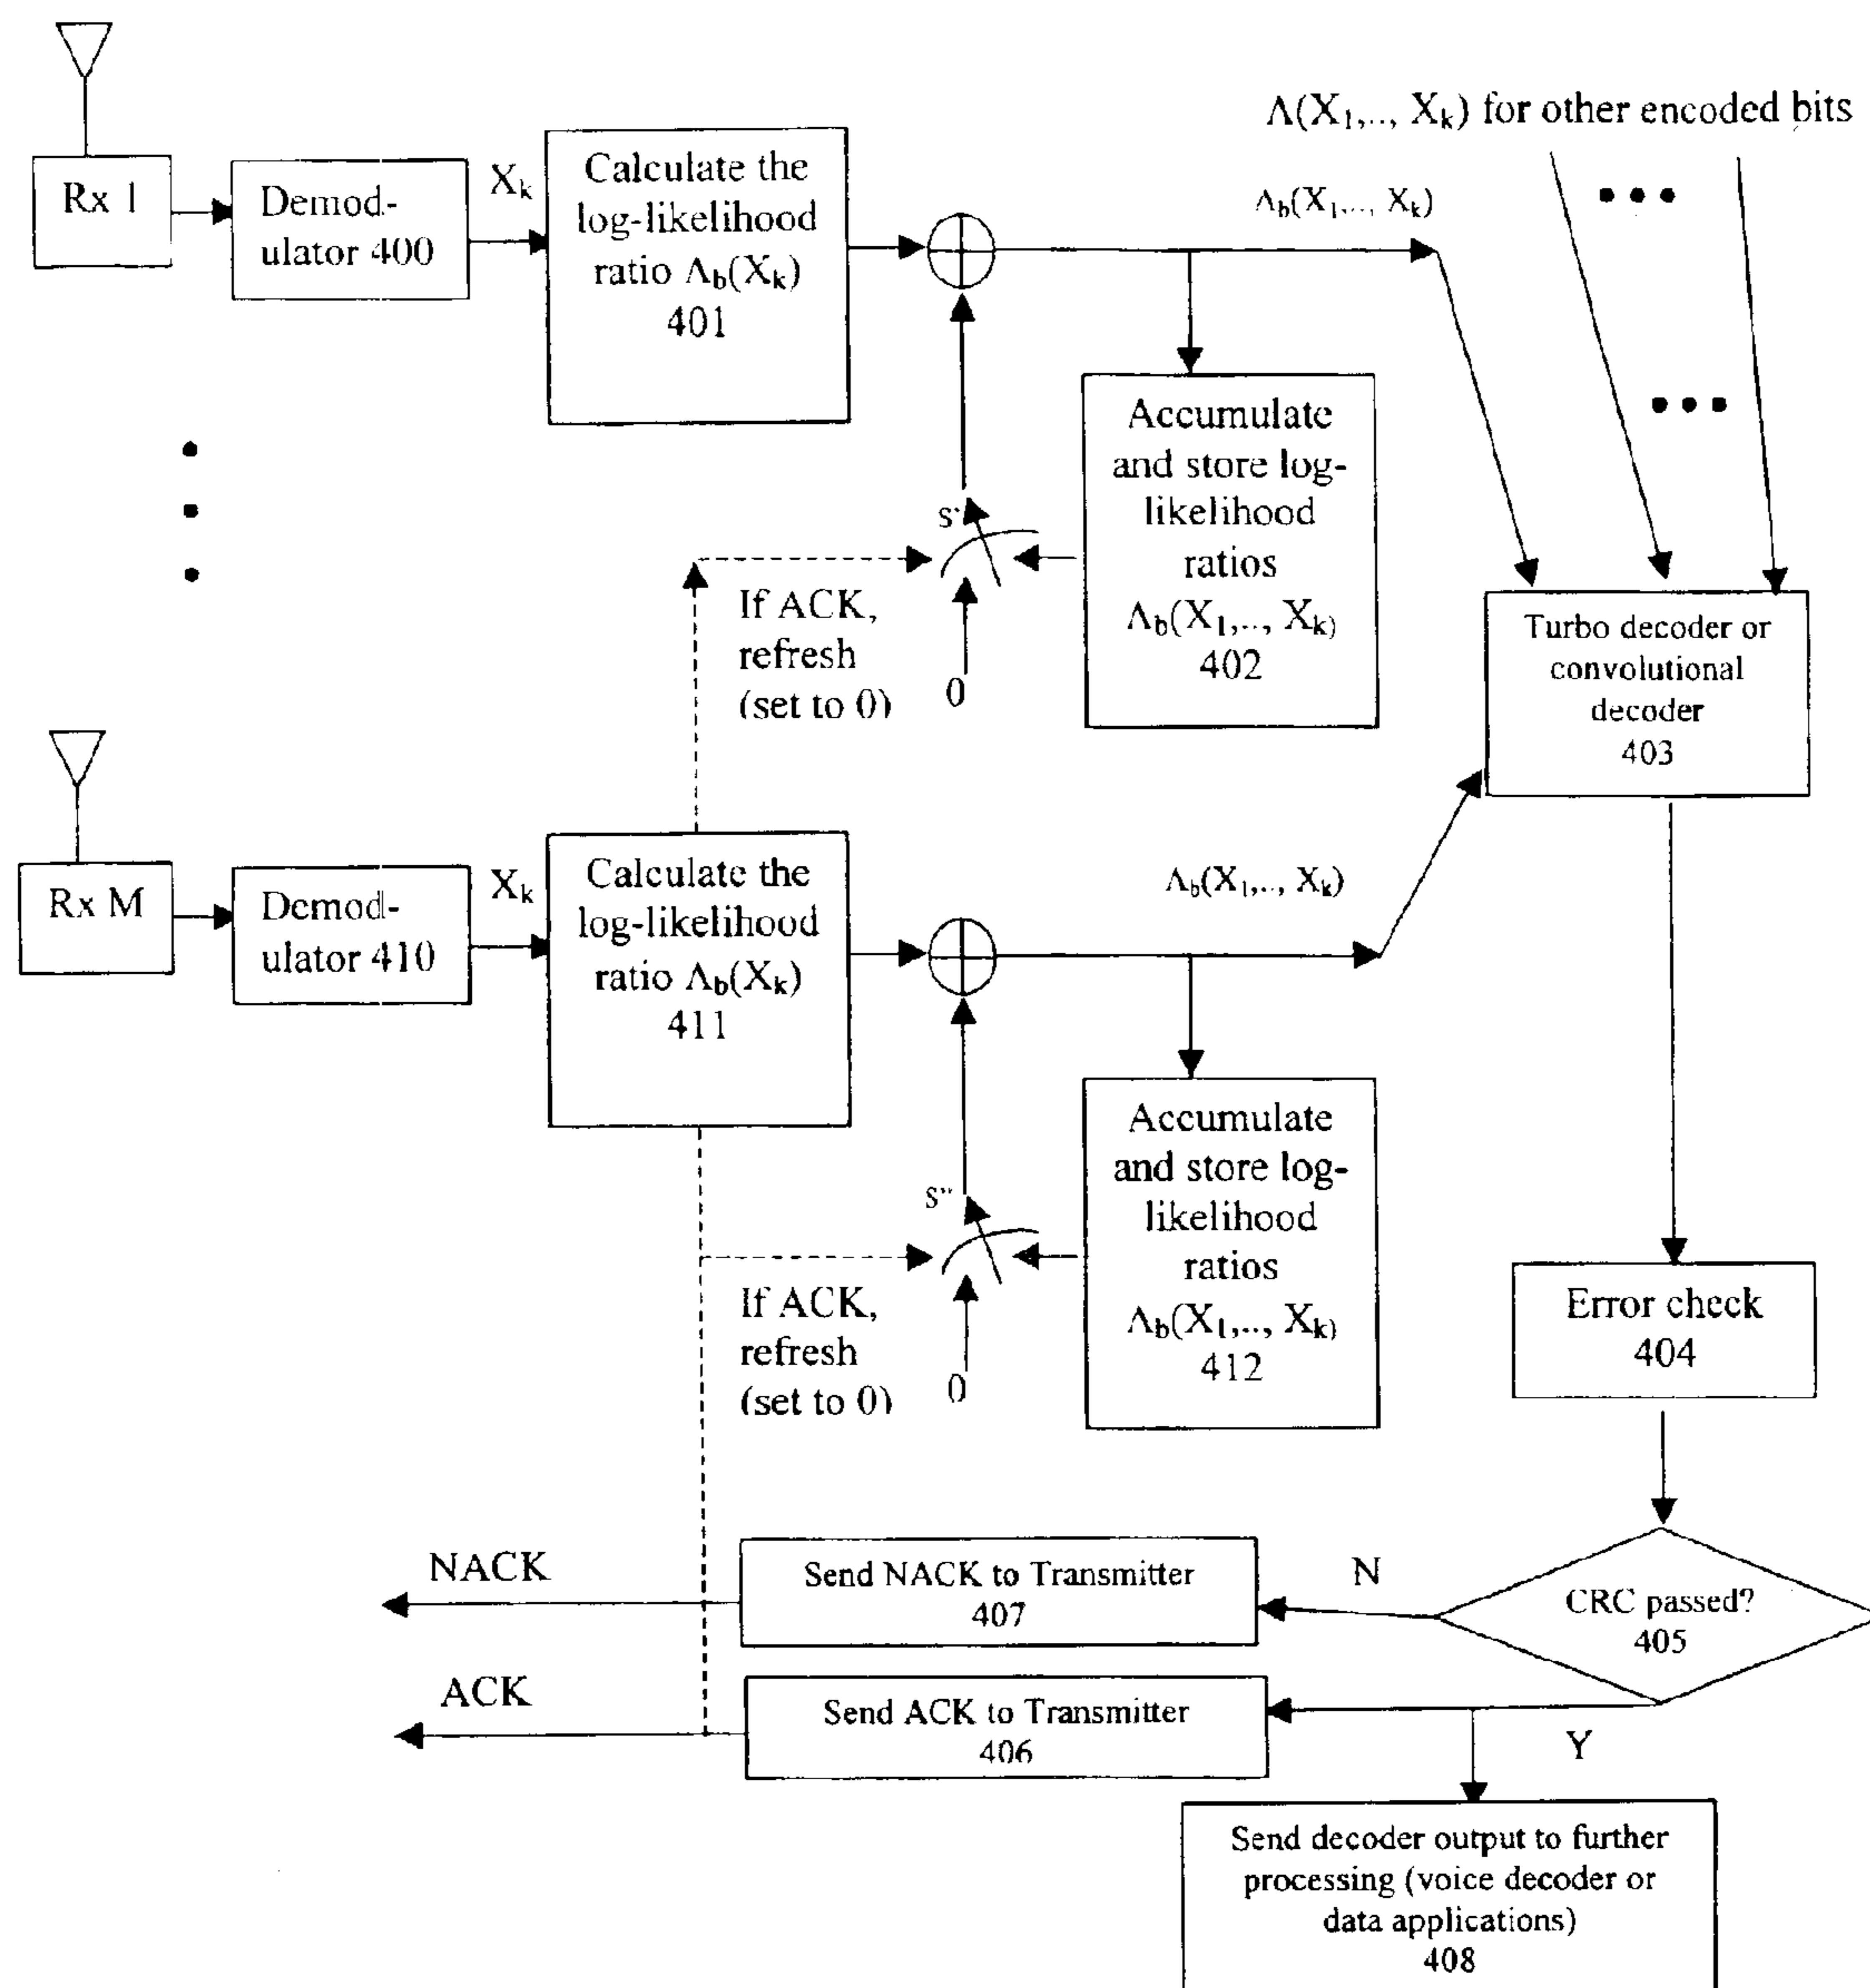 Λ(X₁,.., Xₖ) for other encoded bits
Rx 1
Demod-
ulator 400
Xₖ
Calculate the
log-likelihood
ratio Λb(Xₖ)
401
Λb(X₁,.., Xₖ)
Accumulate
and store log-
likelihood
ratios
Λb(X₁,.., Xₖ)
402
S'
If ACK,
refresh
(set to 0)
0
Turbo decoder or
convolutional
decoder
403
Rx M
Demod-
ulator 410
Xₖ
Calculate the
log-likelihood
ratio Λb(Xₖ)
411
Λb(X₁,.., Xₖ)
Accumulate
and store log-
likelihood
ratios
Λb(X₁,.., Xₖ)
412
S"
If ACK,
refresh
(set to 0)
0
Error check
404
CRC passed?
405
N
Send NACK to Transmitter
407
NACK
Y
Send ACK to Transmitter
406
ACK
Send decoder output to further
processing (voice decoder or
data applications)
408